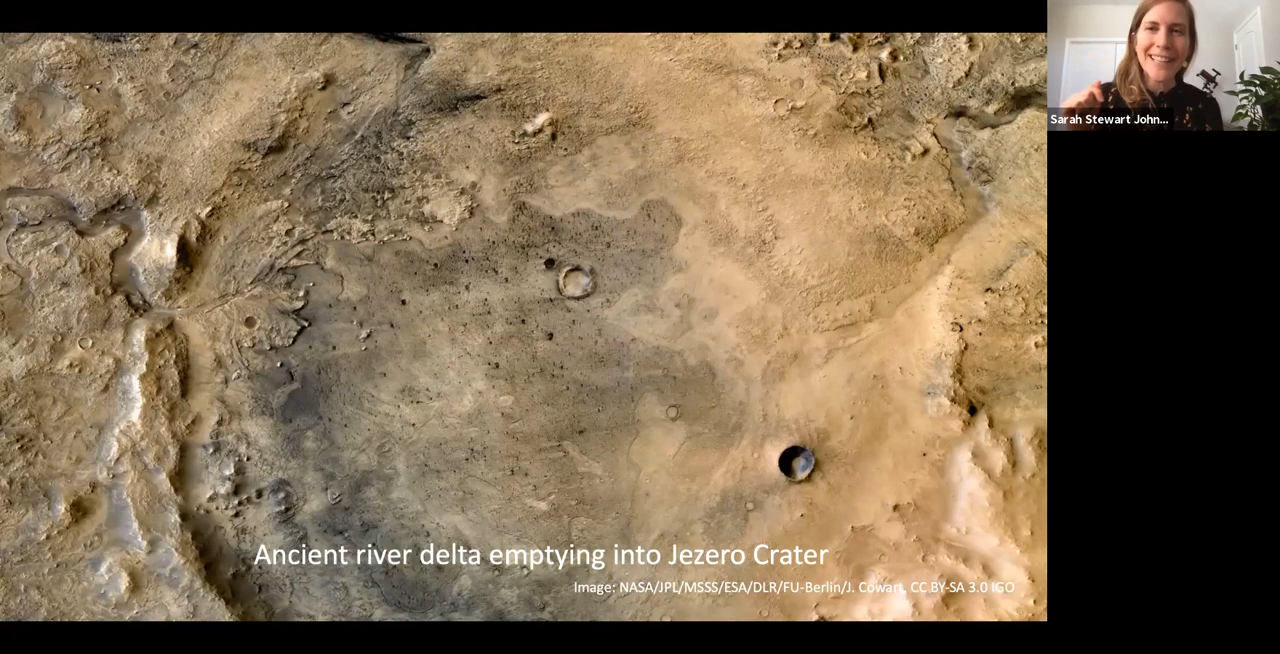 Sarah Stewart John...
Ancient river delta emptying into Jezero Crater
Image: NASA/JPL/MSSS/ESA/DLR/FU-Berlin/J. Cowart, CC BY-SA 3.0 IGO